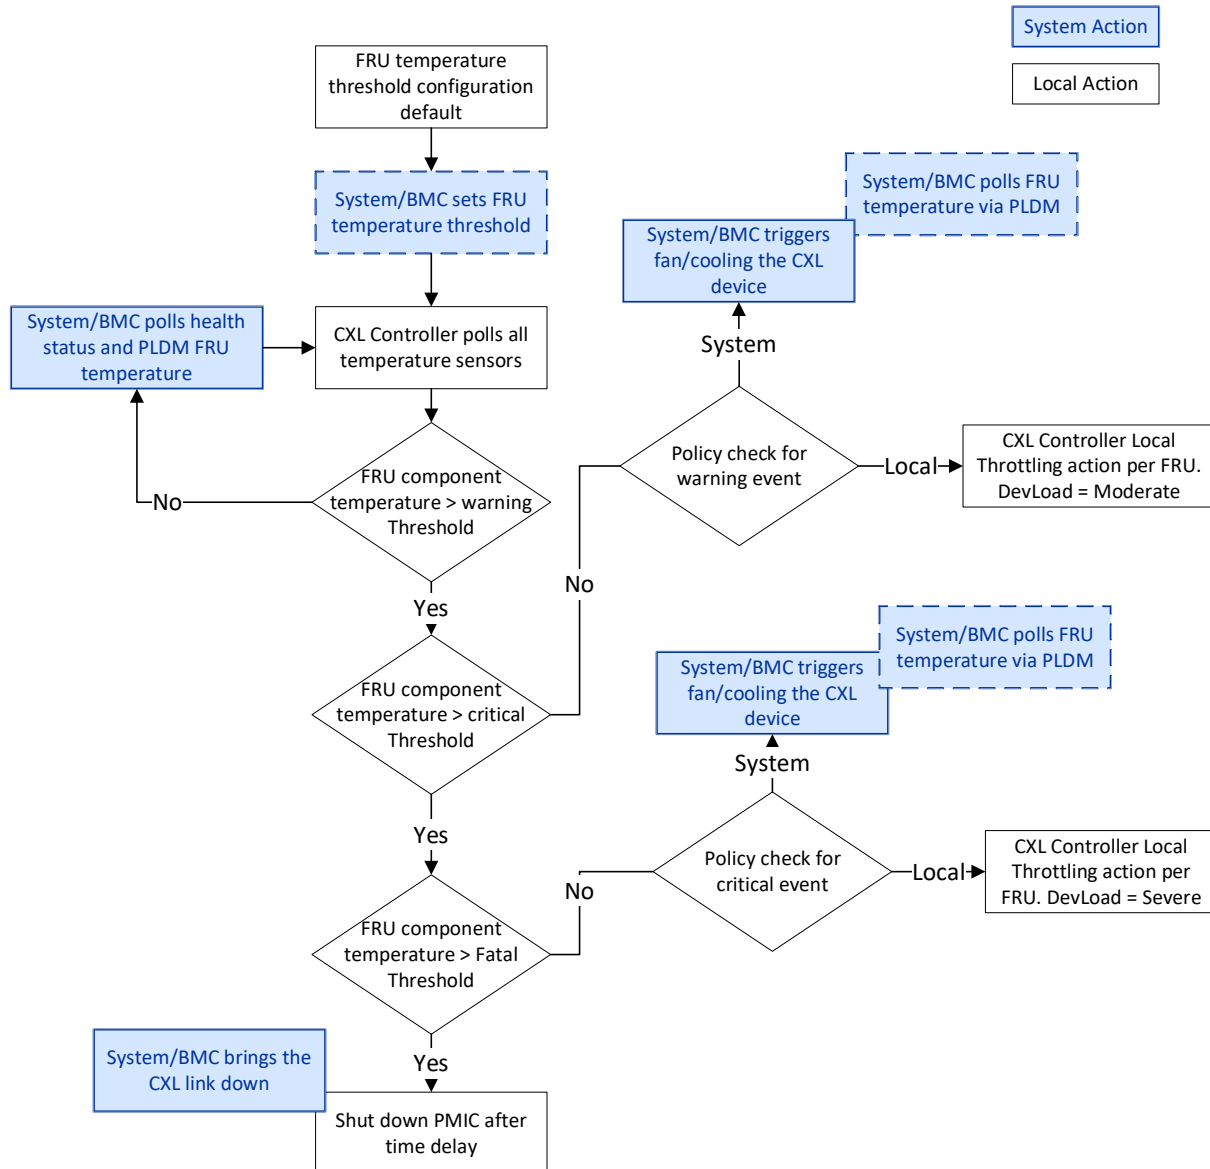 System Action
Local Action
FRU temperature
threshold configuration
default
System/BMC sets FRU
temperature threshold
System/BMC polls FRU
temperature via PLDM
System/BMC triggers
fan/cooling the CXL
device
System/BMC polls health
status and PLDM FRU
temperature
CXL Controller polls all
temperature sensors
System
Policy check for
warning event
Local
CXL Controller Local
Throttling action per FRU.
DevLoad = Moderate
FRU component
temperature > warning
Threshold
No
Yes
No
System/BMC polls FRU
temperature via PLDM
System/BMC triggers
fan/cooling the CXL
device
FRU component
temperature > critical
Threshold
System
Yes
Policy check for
critical event
Local
CXL Controller Local
Throttling action per
FRU. DevLoad = Severe
No
FRU component
temperature > Fatal
Threshold
System/BMC brings the
CXL link down
Yes
Shut down PMIC after
time delay